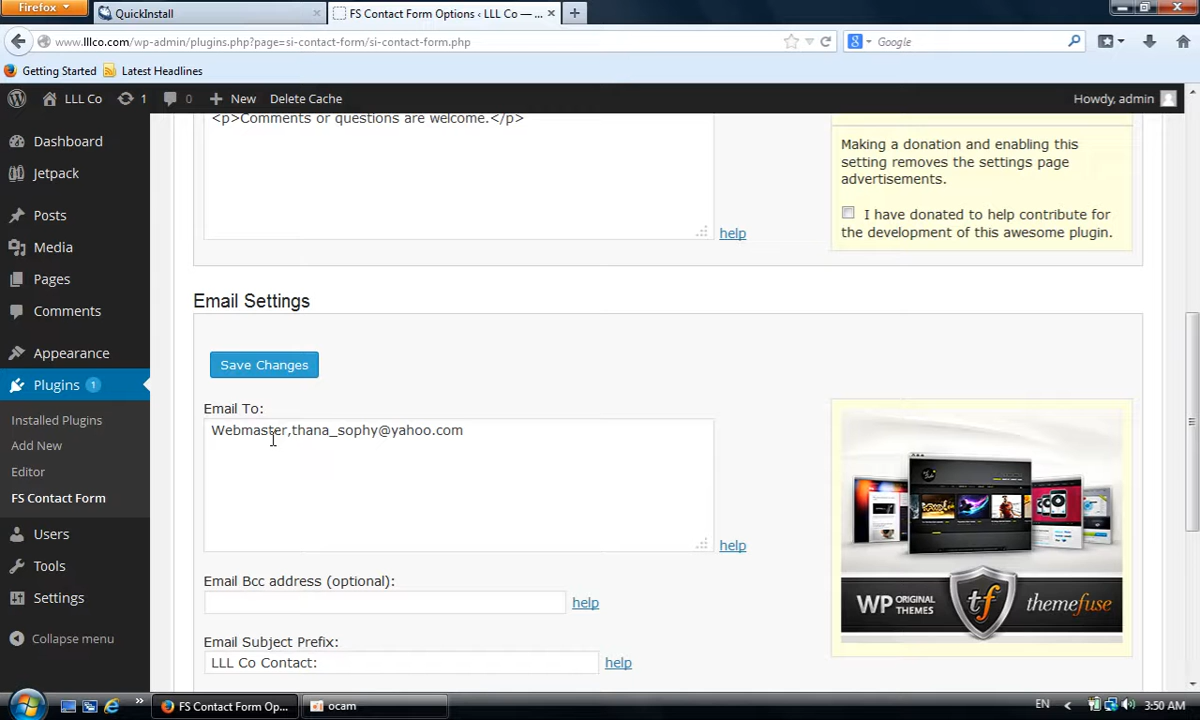 Firefox
QuickInstall
FS Contact Form Options ‹ LLL Co — ...
www.lllco.com/wp-admin/plugins.php?page=si-contact-form/si-contact-form.php
Google
Getting Started
Latest Headlines
LLL Co
1
0
New
Delete Cache
Howdy, admin
Dashboard
Jetpack
Posts
Media
Pages
Comments
Appearance
Plugins 1
Installed Plugins
Add New
Editor
FS Contact Form
Users
Tools
Settings
Collapse menu
<p>Comments or questions are welcome.</p>
help
Making a donation and enabling this
setting removes the settings page
advertisements.
I have donated to help contribute for
the development of this awesome plugin.
Email Settings
Save Changes
Email To:
Webmaster,thana_sophy@yahoo.com
help
Email Bcc address (optional):
help
Email Subject Prefix:
LLL Co Contact:
help
WP ORIGINAL
THEMES
tf
themefuse
FS Contact Form Op...
ocam
EN
3:50 AM